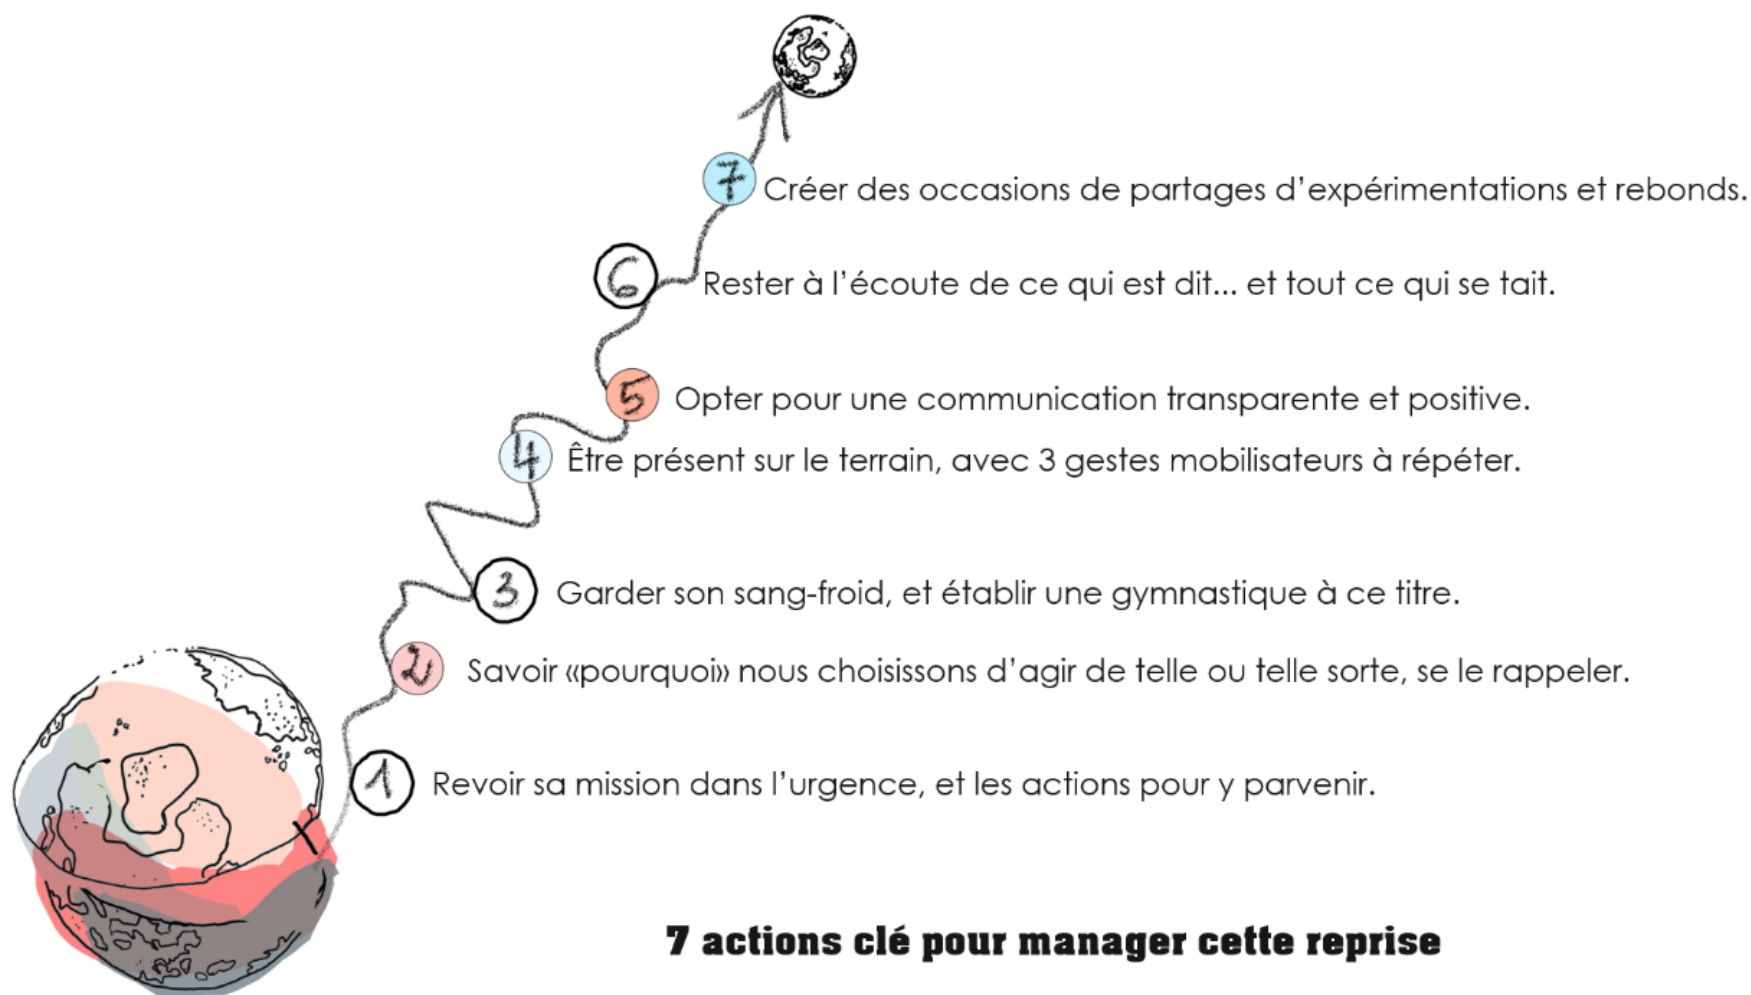 7 Créer des occasions de partages d’expérimentations et rebonds.
6 Rester à l’écoute de ce qui est dit... et tout ce qui se tait.
5 Opter pour une communication transparente et positive.
4 Être présent sur le terrain, avec 3 gestes mobilisateurs à répéter.
3 Garder son sang-froid, et établir une gymnastique à ce titre.
2 Savoir «pourquoi» nous choisissons d’agir de telle ou telle sorte, se le rappeler.
1 Revoir sa mission dans l’urgence, et les actions pour y parvenir.
7 actions clé pour manager cette reprise